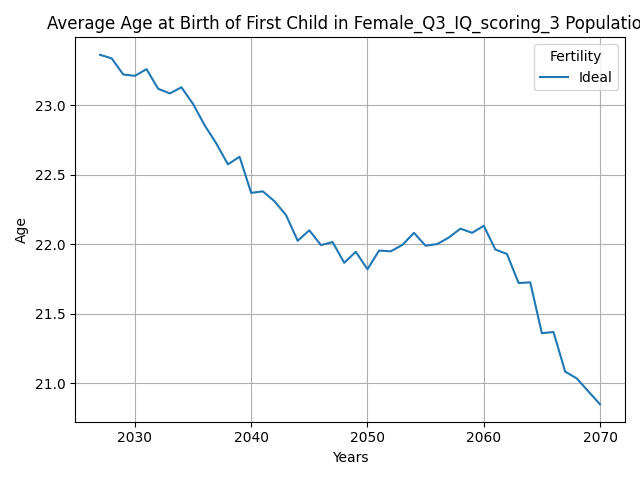 Average Age at Birth of First Child in Female_Q3_IQ_scoring_3 Populatio
Fertility
Ideal
23.0
22.5
22.0
21.5
21.0
Age
2030 2040 2050 2060 2070
Years